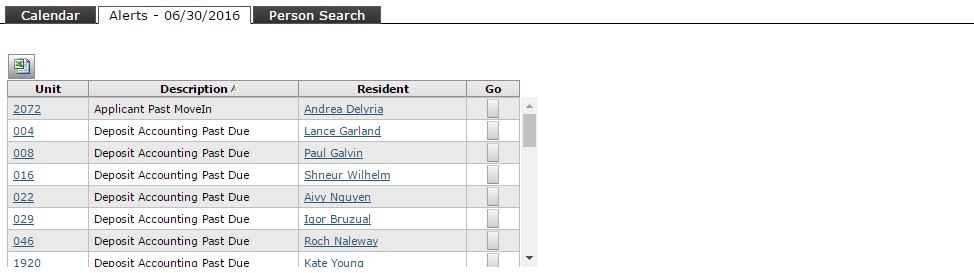 Calendar Alerts - 06/30/2016 Person Search
Unit Description Resident Go
2072 Applicant Past MoveIn Andrea Delyria
004 Deposit Accounting Past Due Lance Garland
008 Deposit Accounting Past Due Paul Galvin
016 Deposit Accounting Past Due Shneur Wilhelm
022 Deposit Accounting Past Due Aivy Nguyen
029 Deposit Accounting Past Due Igor Bruzual
046 Deposit Accounting Past Due Roch Naleway
1920 Deposit Accounting Past Due Kate Young